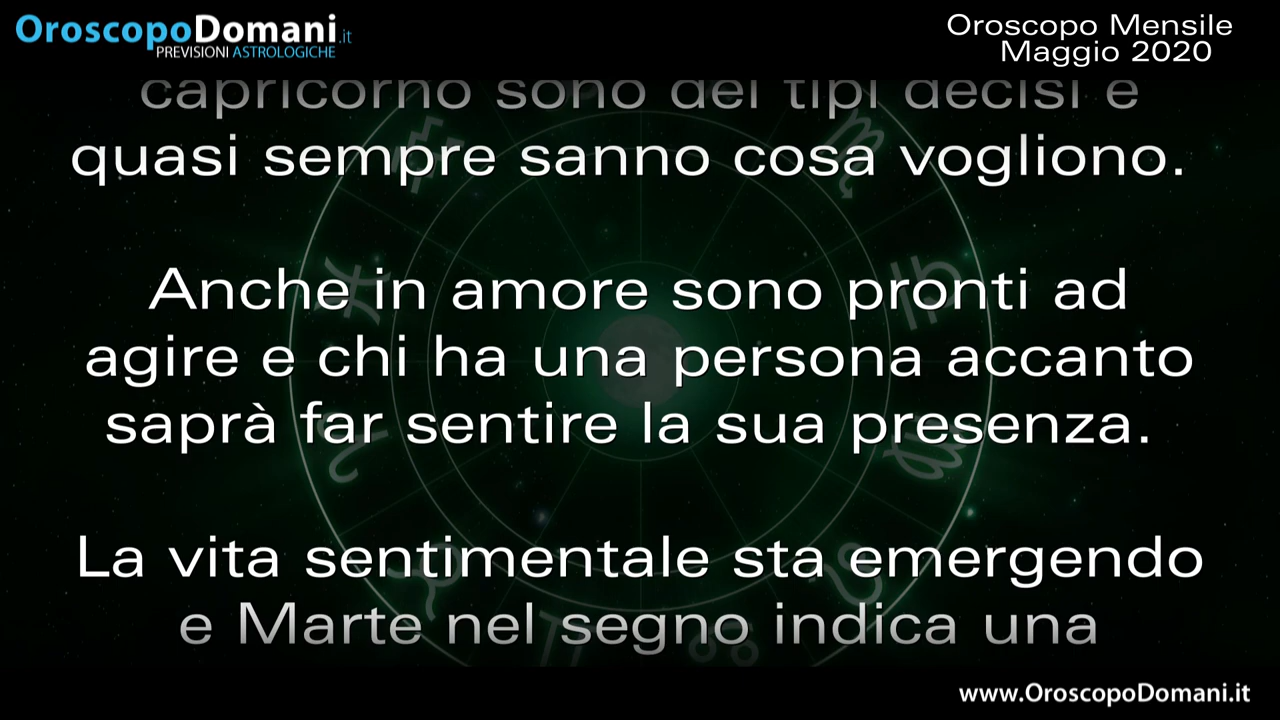 OroscopoDomani.it
PREVISIONI ASTROLOGICHE
Oroscopo Mensile
Maggio 2020
capricorno sono dei tipi decisi e
quasi sempre sanno cosa vogliono.
Anche in amore sono pronti ad
agire e chi ha una persona accanto
saprà far sentire la sua presenza.
La vita sentimentale sta emergendo
e Marte nel segno indica una
www.OroscopoDomani.it